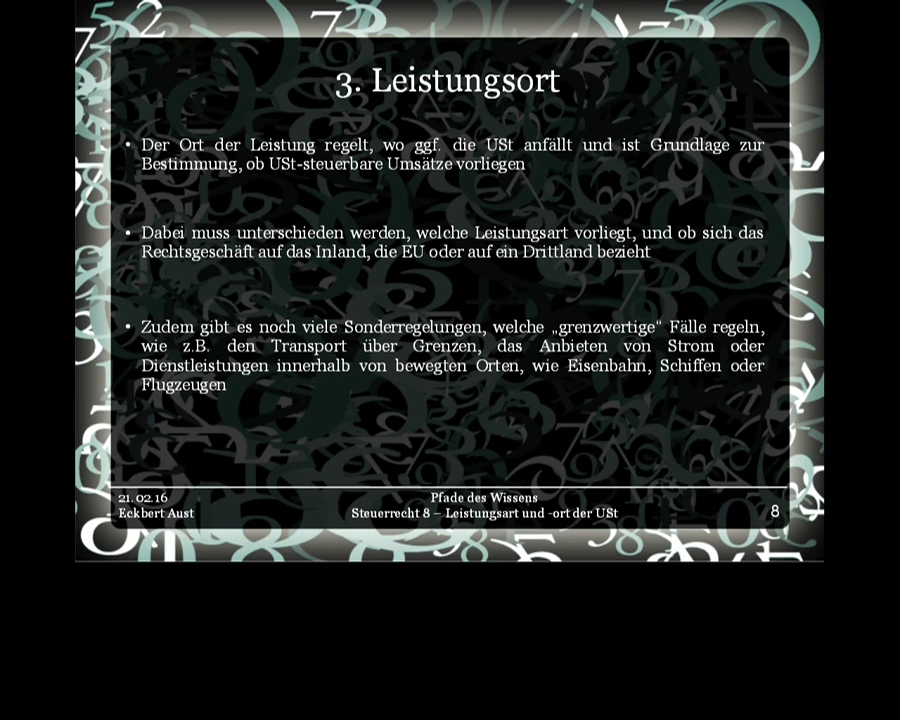 3. Leistungsort
• Der Ort der Leistung regelt, wo ggf. die USt anfällt und ist Grundlage zur
Bestimmung, ob USt-steuerbare Umsätze vorliegen
• Dabei muss unterschieden werden, welche Leistungsart vorliegt, und ob sich das
Rechtsgeschäft auf das Inland, die EU oder auf ein Drittland bezieht
• Zudem gibt es noch viele Sonderregelungen, welche „grenzwertige“ Fälle regeln,
wie z.B. den Transport über Grenzen, das Anbieten von Strom oder
Dienstleistungen innerhalb von bewegten Orten, wie Eisenbahn, Schiffen oder
Flugzeugen
21.02.16
Eckbert Aust
Pfade des Wissens
Steuerrecht 8 – Leistungsart und -ort der USt
8